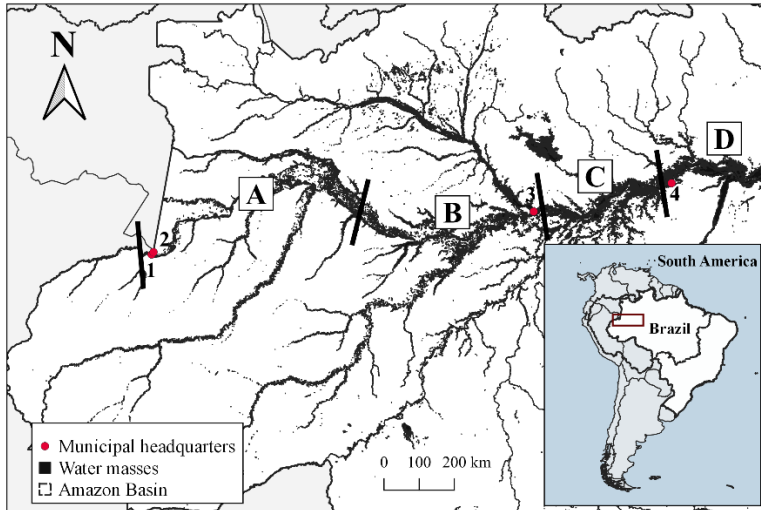 N
D
C
A
3
4
B
2
1
South America
Brazil
Municipal headquarters
Water masses
Amazon Basin
0 100 200 km